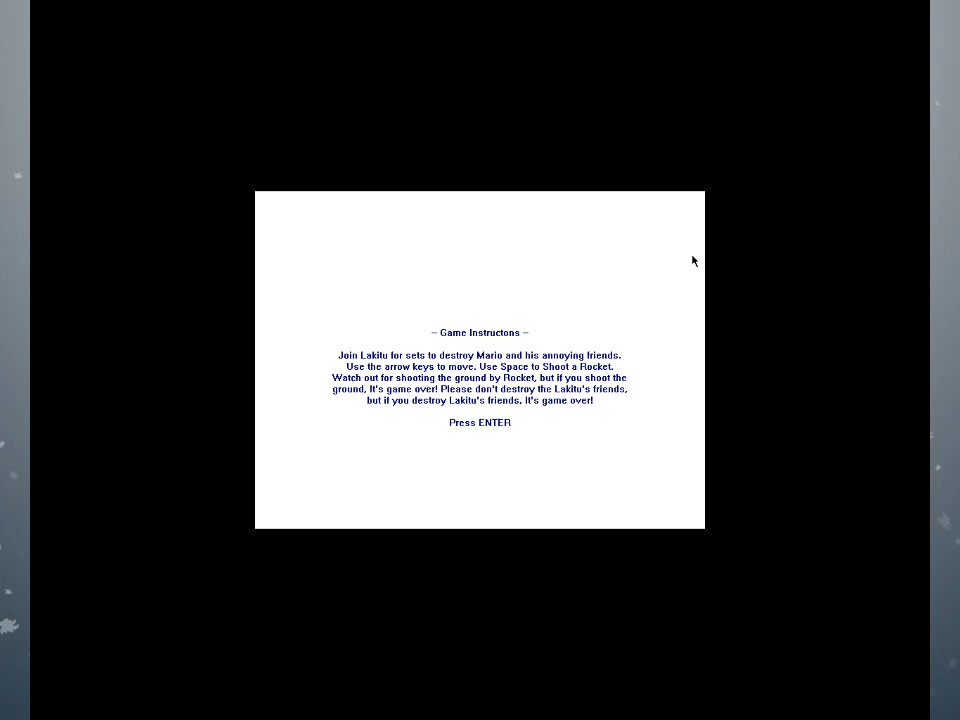 – Game Instructons –
Join Lakitu for sets to destroy Mario and his annoying friends.
Use the arrow keys to move. Use Space to Shoot a Rocket.
Watch out for shooting the ground by Rocket, but if you shoot the
ground, It's game over! Please don't destroy the Lakitu's friends,
but if you destroy Lakitu's friends, It's game over!
Press ENTER